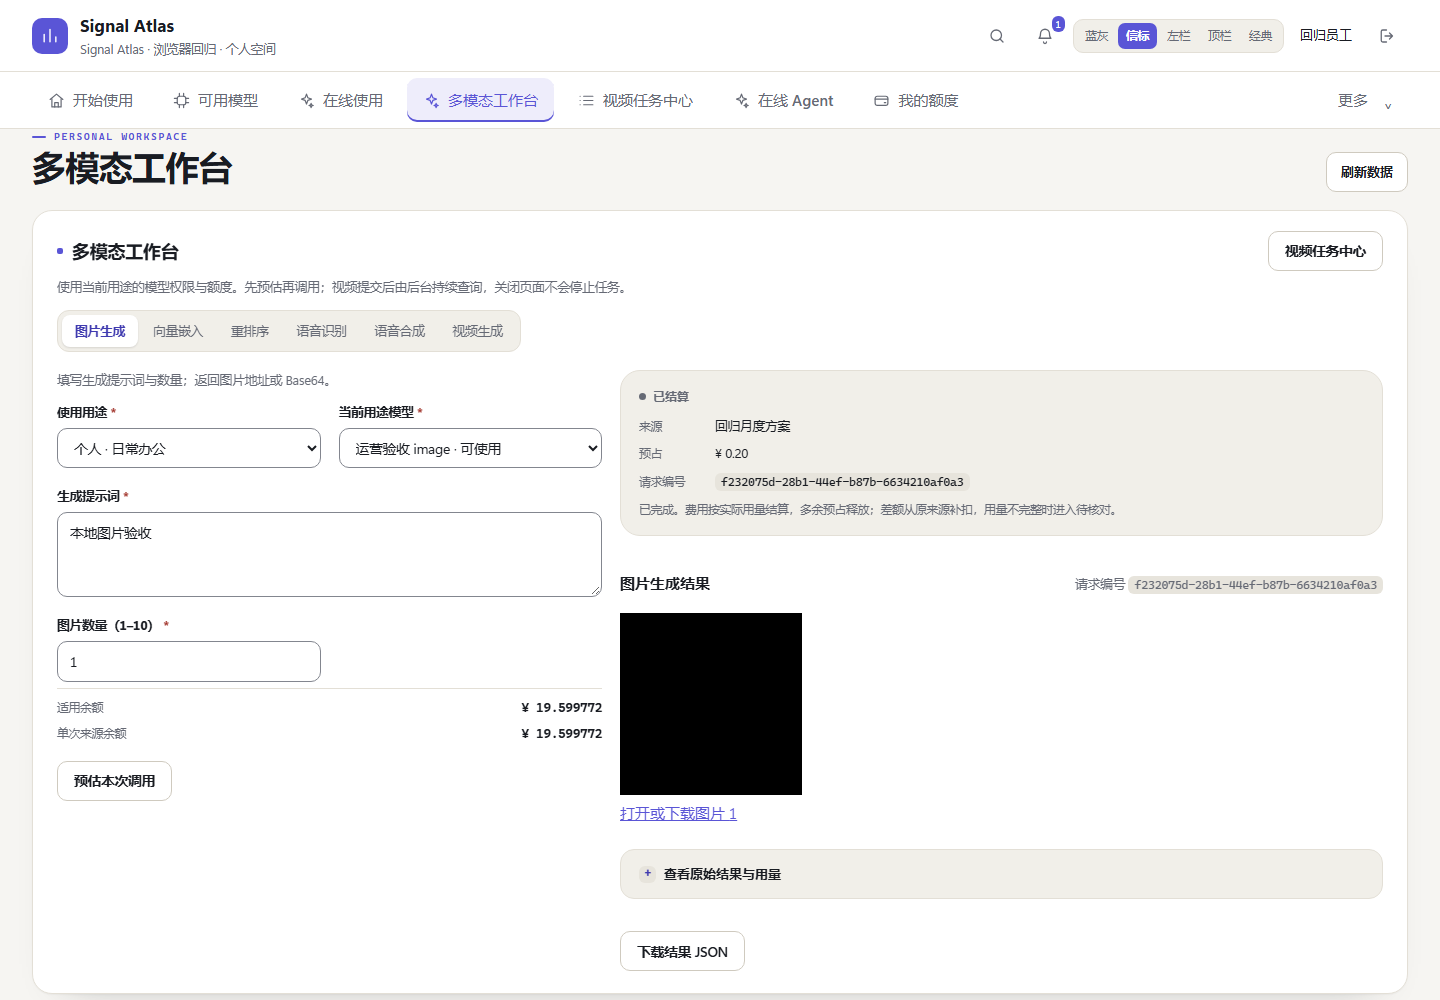 Signal Atlas
Signal Atlas · 浏览器回归 · 个人空间
1
蓝灰 信标 左栏 顶栏 经典
回归员工
开始使用 可用模型 在线使用 多模态工作台 视频任务中心 在线 Agent 我的额度 更多
PERSONAL WORKSPACE
多模态工作台
刷新数据
多模态工作台
视频任务中心
使用当前用途的模型权限与额度。先预估再调用；视频提交后由后台持续查询，关闭页面不会停止任务。
图片生成 向量嵌入 重排序 语音识别 语音合成 视频生成
填写生成提示词与数量；返回图片地址或 Base64。
使用用途 * 当前用途模型 *
个人 · 日常办公 运营验收 image · 可使用
生成提示词 *
本地图片验收
图片数量（1–10） *
1
适用余额 ¥ 19.599772
单次来源余额 ¥ 19.599772
预估本次调用
已结算
来源 回归月度方案
预占 ¥ 0.20
请求编号 f232075d-28b1-44ef-b87b-6634210af0a3
已完成。费用按实际用量结算，多余预占释放；差额从原来源补扣，用量不完整时进入待核对。
图片生成结果
请求编号 f232075d-28b1-44ef-b87b-6634210af0a3
打开或下载图片 1
+ 查看原始结果与用量
下载结果 JSON